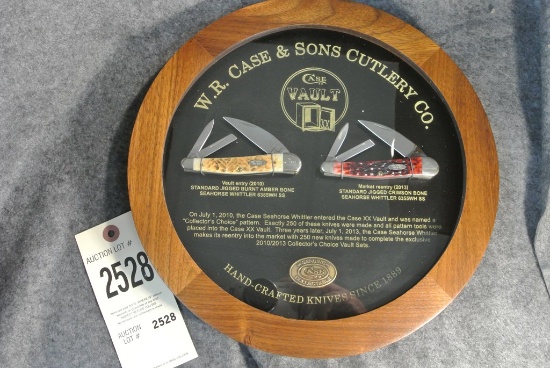 W.R. CASE & SONS CUTLERY CO.
CASE
VAULT
Vault entry (2010)
STANDARD JIGGED BURNT AMBER BONE
SEAHORSE WHITTLER 6355WH SS
Market reentry (2013)
STANDARD JIGGED CRIMSON BONE
SEAHORSE WHITTLER 6355WH SS
On July 1, 2010, the Case Seahorse Whittler entered the Case XX Vault and was named a
"Collector's Choice" pattern. Exactly 250 of these knives were made and all pattern tools were
placed into the Case XX Vault. Three years later, July 1, 2013, the Case Seahorse Whittler
makes its reentry into the market with 250 new knives made to complete the exclusive
2010/2013 Collector's Choice Vault Sets.
CASE
HAND-CRAFTED KNIVES SINCE 1889
AUCTION LOT #
2528
AUCTION
LOT #
2528